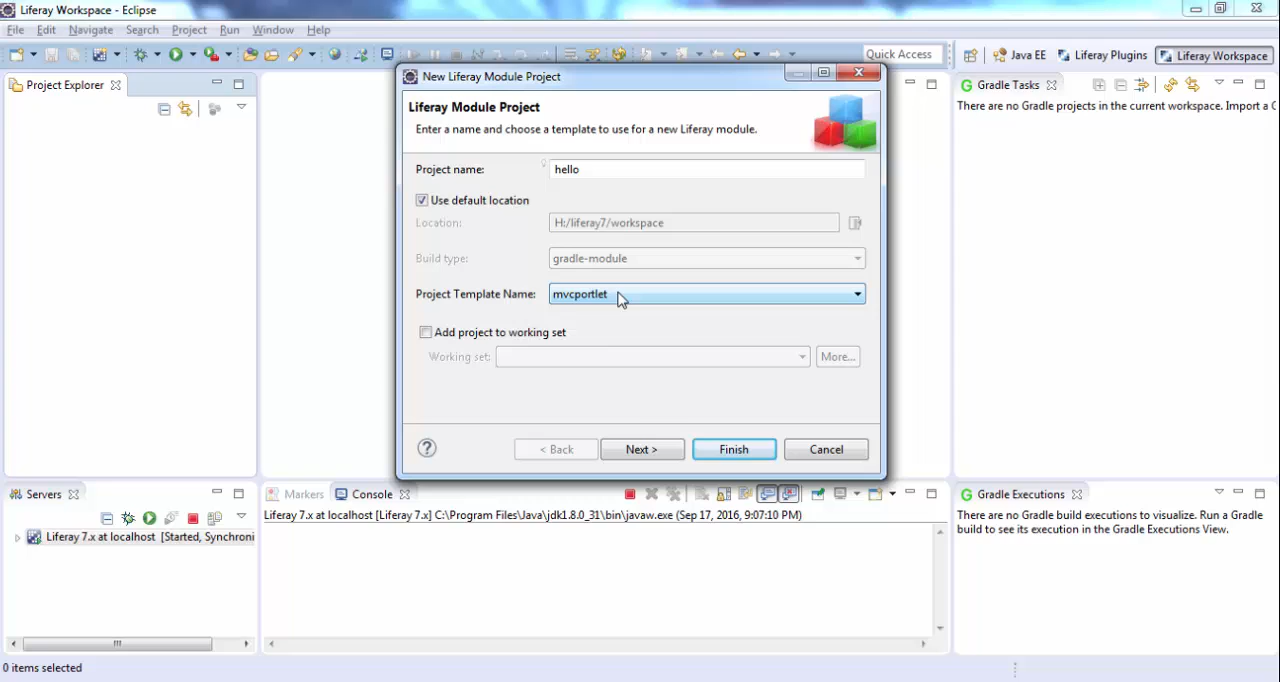 Liferay Workspace - Eclipse
File Edit Navigate Search Project Run Window Help
Quick Access
Java EE
Liferay Plugins
Liferay Workspace
Project Explorer
New Liferay Module Project
Liferay Module Project
Enter a name and choose a template to use for a new Liferay module.
Project name:
hello
Use default location
Location:
H:/liferay7/workspace
Build type:
gradle-module
Project Template Name:
mvcportlet
Add project to working set
Working set:
More...
< Back
Next >
Finish
Cancel
Gradle Tasks
There are no Gradle projects in the current workspace. Import a G
Servers
Liferay 7.x at localhost [Started, Synchroni
Markers
Console
Liferay 7.x at localhost [Liferay 7.x] C:\Program Files\Java\jdk1.8.0_31\bin\javaw.exe (Sep 17, 2016, 9:07:10 PM)
Gradle Executions
There are no Gradle build executions to visualize. Run a Gradle
build to see its execution in the Gradle Executions View.
0 items selected